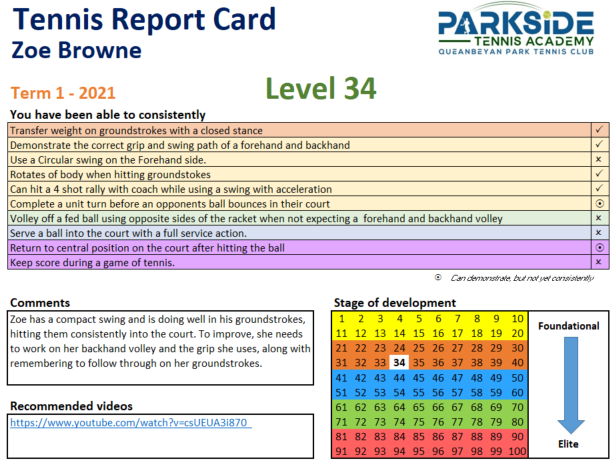 Tennis Report Card
Zoe Browne
PARKSIDE
TENNIS ACADEMY
QUEANBEYAN PARK TENNIS CLUB
Term 1 - 2021
Level 34
You have been able to consistently
Transfer weight on groundstrokes with a closed stance ✓
Demonstrate the correct grip and swing path of a forehand and backhand ✓
Use a Circular swing on the Forehand side. x
Rotates of body when hitting groundstokes ✓
Can hit a 4 shot rally with coach while using a swing with acceleration ✓
Complete a unit turn before an opponents ball bounces in their court ⊙
Volley off a fed ball using opposite sides of the racket when not expecting a forehand and backhand volley x
Serve a ball into the court with a full service action. x
Return to central position on the court after hitting the ball ⊙
Keep score during a game of tennis. x
⊙ Can demonstrate, but not yet consistently
Comments
Zoe has a compact swing and is doing well in his groundstrokes,
hitting them consistently into the court. To improve, she needs
to work on her backhand volley and the grip she uses, along with
remembering to follow through on her groundstrokes.
Recommended videos
https://www.youtube.com/watch?v=csUEUA3i870
Stage of development
1 2 3 4 5 6 7 8 9 10
11 12 13 14 15 16 17 18 19 20
21 22 23 24 25 26 27 28 29 30
31 32 33 34 35 36 37 38 39 40
41 42 43 44 45 46 47 48 49 50
51 52 53 54 55 56 57 58 59 60
61 62 63 64 65 66 67 68 69 70
71 72 73 74 75 76 77 78 79 80
81 82 83 84 85 86 87 88 89 90
91 92 93 94 95 96 97 98 99 100
Foundational
Elite